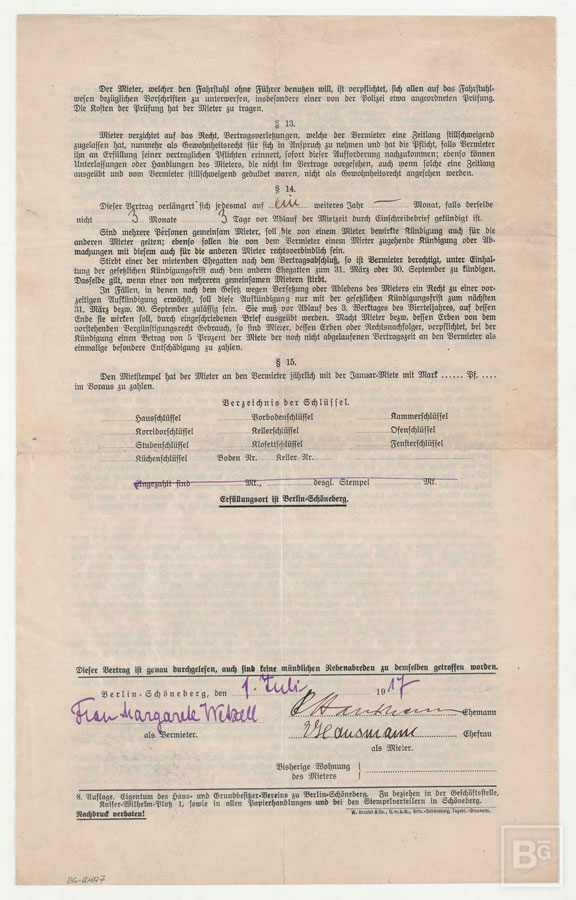 Der Mieter, welcher den Fahrstuhl ohne Führer benutzen will, ist verpflichtet, sich allen auf das Fahrstuhl-
wesen bezüglichen Vorschriften zu unterwerfen, insbesondere einer von der Polizei etwa angeordneten Prüfung.
Die Kosten der Prüfung hat der Mieter zu tragen.
§ 13.
Mieter verzichtet auf das Recht, Vertragsverletzungen, welche der Vermieter eine Zeitlang stillschweigend
zugelassen hat, nunmehr als Gewohnheitsrecht für sich in Anspruch zu nehmen und hat die Pflicht, falls Vermieter
ihn an Erfüllung seiner vertraglichen Pflichten erinnert, sofort dieser Aufforderung nachzukommen; ebenso können
Unterlassungen oder Handlungen des Mieters, die nicht im Vertrage vorgesehen, auch wenn solche eine Zeitlang
ausgeübt und vom Vermieter stillschweigend geduldet waren, nicht als Gewohnheitsrecht angesehen werden.
§ 14.
Dieser Vertrag verlängert sich jedesmal auf ein weiteres Jahr — Monat, falls derselbe
nicht 3 Monate 3 Tage vor Ablauf der Mietzeit durch Einschreibebrief gekündigt ist.
Sind mehrere Personen gemeinsam Mieter, soll die von einem Mieter bewirkte Kündigung auch für die
anderen Mieter gelten; ebenso sollen die von dem Vermieter einem Mieter zugehende Kündigung oder Ab-
machungen mit diesem auch für die anderen Mieter rechtsverbindlich sein.
Stirbt einer der mietenden Ehegatten nach dem Vertragsabschluß, so ist Vermieter berechtigt, unter Einhal-
tung der gesetzlichen Kündigungsfrist auch dem andern Ehegatten zum 31. März oder 30. September zu kündigen.
Dasselbe gilt, wenn einer von mehreren gemeinsamen Mietern stirbt.
In Fällen, in denen nach dem Gesetz wegen Versetzung oder Ablebens des Mieters ein Recht zu einer vor-
zeitigen Aufkündigung erwächst, soll diese Aufkündigung nur mit der gesetzlichen Kündigungsfrist zum nächsten
31. März bezw. 30. September zulässig sein. Sie muß vor Ablauf des 3. Werktages des Vierteljahres, auf dessen
Ende sie wirken soll, durch eingeschriebenen Brief ausgeübt werden. Macht Mieter bezw. dessen Erben von dem
vorstehenden Vergünstigungsrecht Gebrauch, so sind Mieter, dessen Erben oder Rechtsnachfolger, verpflichtet, bei der
Kündigung einen Betrag von 5 Prozent der Miete der noch nicht abgelaufenen Vertragszeit an den Vermieter als
einmalige besondere Entschädigung zu zahlen.
§ 15.
Den Mietstempel hat der Mieter an den Vermieter jährlich mit der Januar-Miete mit Mark ...... Pf. ....
im Voraus zu zahlen.
Verzeichnis der Schlüssel.
Hausschlüssel Vorbodenschlüssel Kammerschlüssel
Korridorschlüssel Kellerschlüssel Ofenschlüssel
Stubenschlüssel Klosettschlüssel Fensterschlüssel
Küchenschlüssel Boden Nr. Keller Nr.
Eingezahlt sind Mk., desgl. Stempel Mk.
Erfüllungsort ist Berlin-Schöneberg.
Dieser Vertrag ist genau durchgelesen, auch sind keine mündlichen Nebenabreden zu demselben getroffen worden.
Berlin-Schöneberg, den 1. Juli 1917
Frau Margarete Wetzell Hausmann Ehemann
als Vermieter. Hausmann Ehefrau
als Mieter.
Bisherige Wohnung
des Mieters
8. Auflage. Eigentum des Haus- und Grundbesitzer-Vereins zu Berlin-Schöneberg. Zu beziehen in der Geschäftsstelle,
Kaiser-Wilhelm-Platz 1, sowie in allen Papierhandlungen und bei den Stempelverteilern in Schöneberg.
Nachdruck verboten!
BG